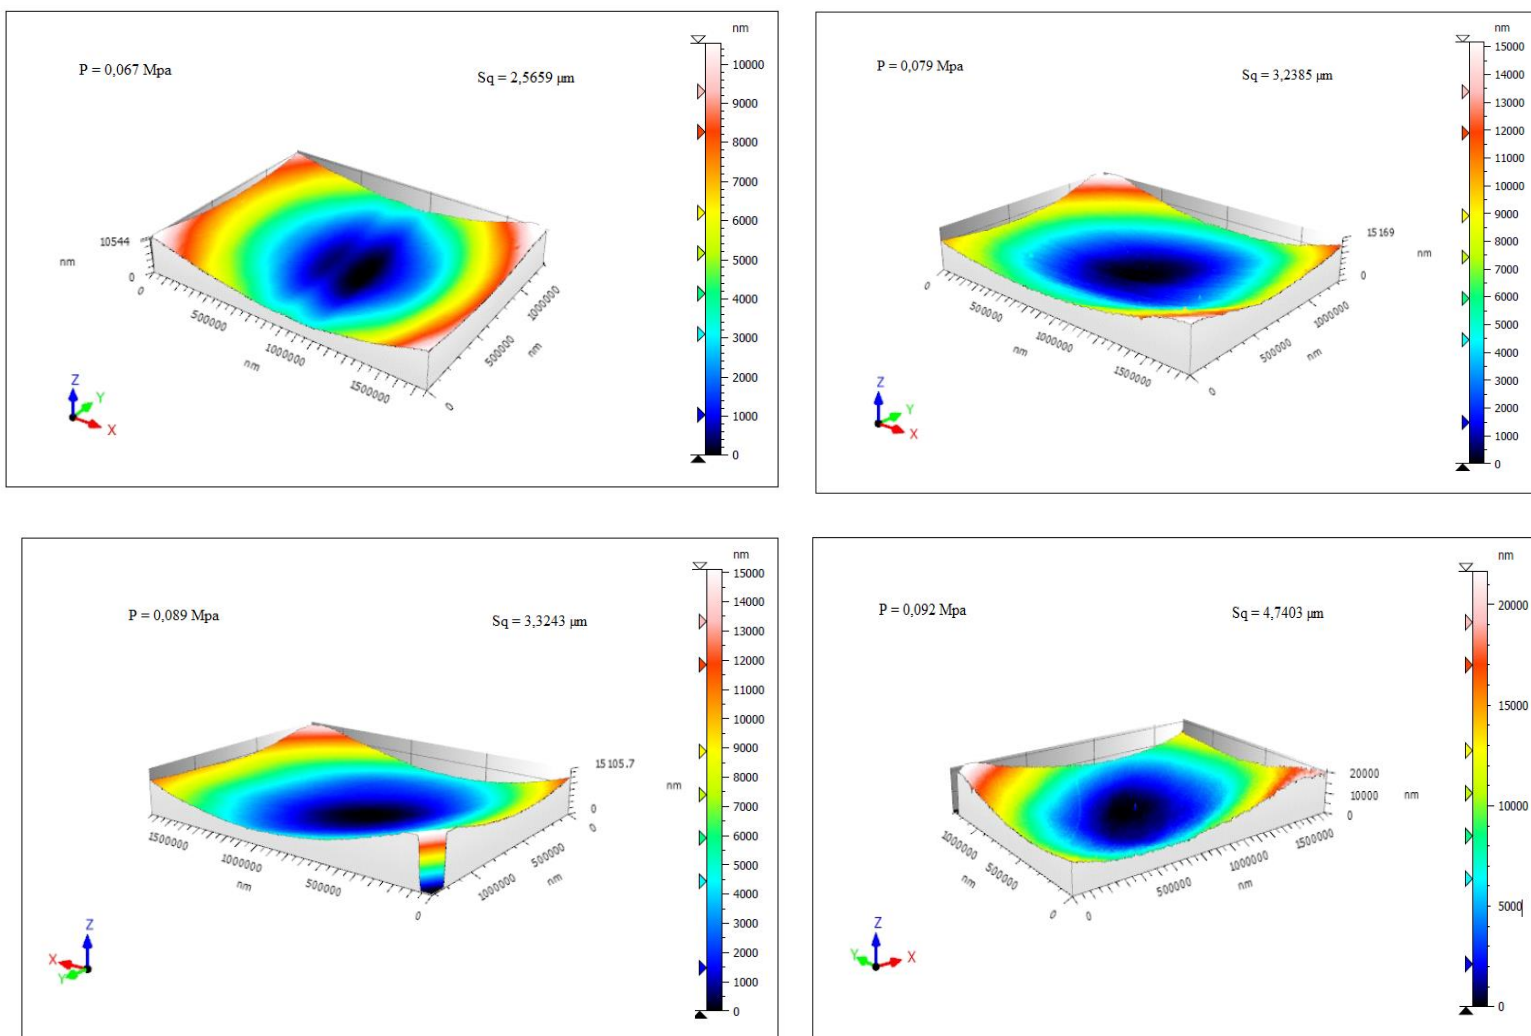 nm
P = 0,067 Mpa
Sq = 2,5659 µm
10000
9000
8000
7000
6000
5000
4000
3000
2000
1000
0
10544
nm
0
0
500000
1000000
nm
1500000
0
500000
nm
1000000
Z
Y
X
nm
P = 0,079 Mpa
Sq = 3,2385 µm
15000
14000
13000
12000
11000
10000
9000
8000
7000
6000
5000
4000
3000
2000
1000
0
15169
nm
0
0
500000
1000000
nm
1500000
0
500000
nm
1000000
Z
Y
X
nm
P = 0,089 Mpa
Sq = 3,3243 µm
15000
14000
13000
12000
11000
10000
9000
8000
7000
6000
5000
4000
3000
2000
1000
0
15105.7
nm
0
0
1500000
1000000
nm
500000
0
1000000
nm
500000
Z
X
Y
nm
P = 0,092 Mpa
Sq = 4,7403 µm
20000
15000
10000
5000
0
20000
10000
nm
0
1000000
nm
500000
0
0
500000
nm
1000000
1500000
Z
Y
X